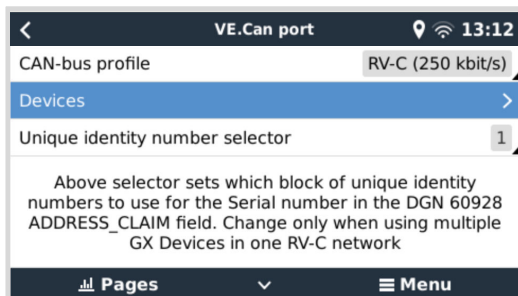 VE.Can port 13:12
CAN-bus profile RV-C (250 kbit/s)
Devices
Unique identity number selector 1
Above selector sets which block of unique identity
numbers to use for the Serial number in the DGN 60928
ADDRESS_CLAIM field. Change only when using multiple
GX Devices in one RV-C network
Pages Menu